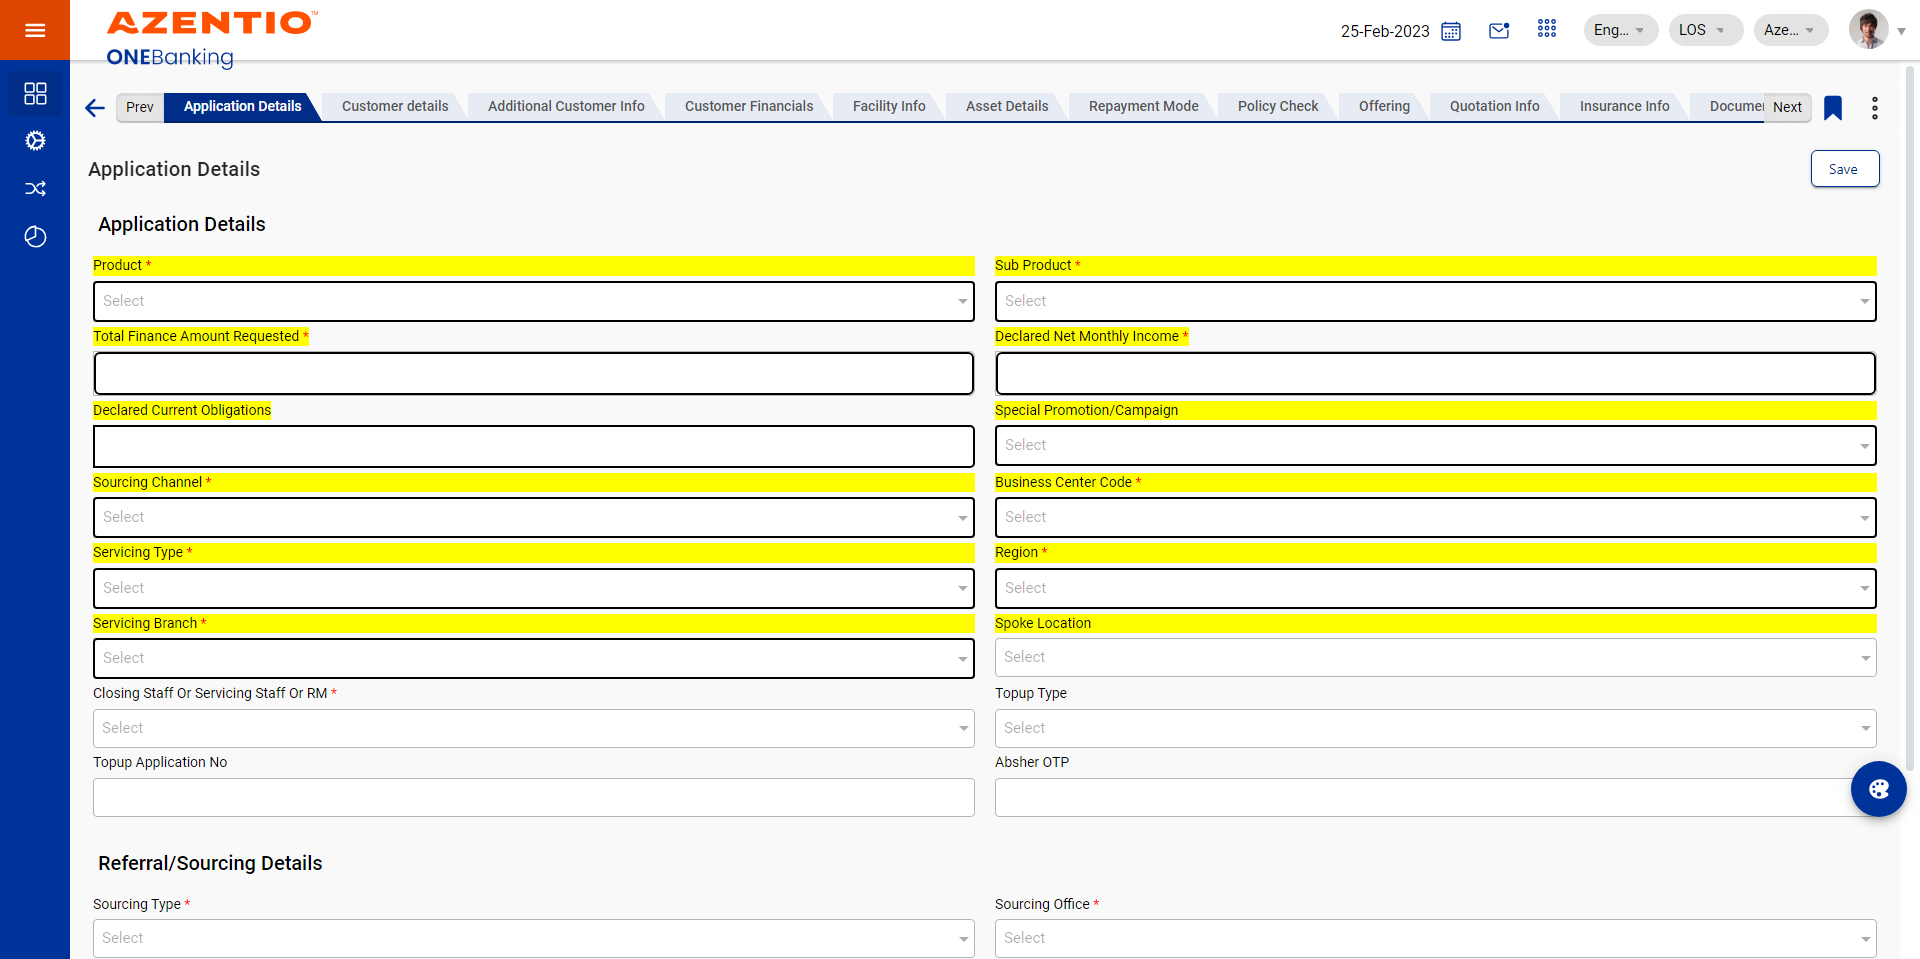 AZENTIO™
ONEBanking
25-Feb-2023
Eng...
LOS
Aze...
Prev
Application Details
Customer details
Additional Customer Info
Customer Financials
Facility Info
Asset Details
Repayment Mode
Policy Check
Offering
Quotation Info
Insurance Info
Documen
Next
Application Details
Save
Application Details
Product *
Sub Product *
Select
Select
Total Finance Amount Requested *
Declared Net Monthly Income *
Declared Current Obligations
Special Promotion/Campaign
Select
Sourcing Channel *
Business Center Code *
Select
Select
Servicing Type *
Region *
Select
Select
Servicing Branch *
Spoke Location
Select
Select
Closing Staff Or Servicing Staff Or RM *
Topup Type
Select
Select
Topup Application No
Absher OTP
Referral/Sourcing Details
Sourcing Type *
Sourcing Office *
Select
Select